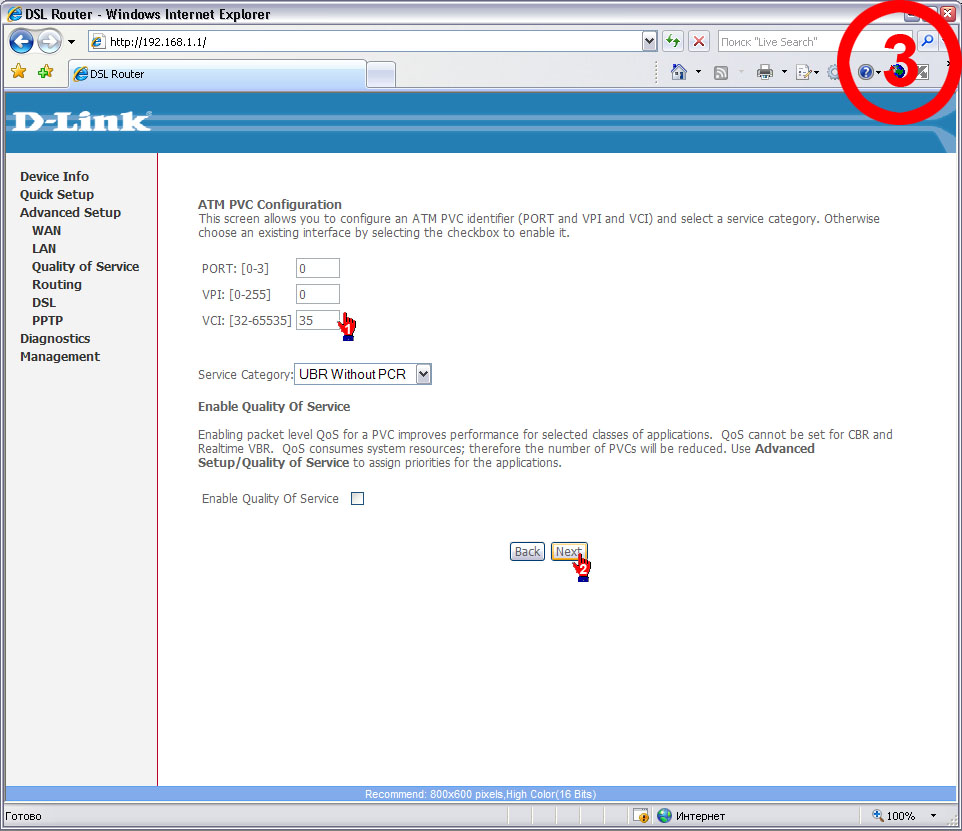 DSL Router - Windows Internet Explorer
http://192.168.1.1/
Поиск "Live Search"
3
DSL Router
D-Link
Device Info
Quick Setup
Advanced Setup
WAN
LAN
Quality of Service
Routing
DSL
PPTP
Diagnostics
Management
ATM PVC Configuration
This screen allows you to configure an ATM PVC identifier (PORT and VPI and VCI) and select a service category. Otherwise
choose an existing interface by selecting the checkbox to enable it.
PORT: [0-3] 0
VPI: [0-255] 0
VCI: [32-65535] 35
1
Service Category: UBR Without PCR
Enable Quality Of Service
Enabling packet level QoS for a PVC improves performance for selected classes of applications. QoS cannot be set for CBR and
Realtime VBR. QoS consumes system resources; therefore the number of PVCs will be reduced. Use Advanced
Setup/Quality of Service to assign priorities for the applications.
Enable Quality Of Service
Back Next
2
Recommend: 800x600 pixels,High Color(16 Bits)
Готово Интернет 100%